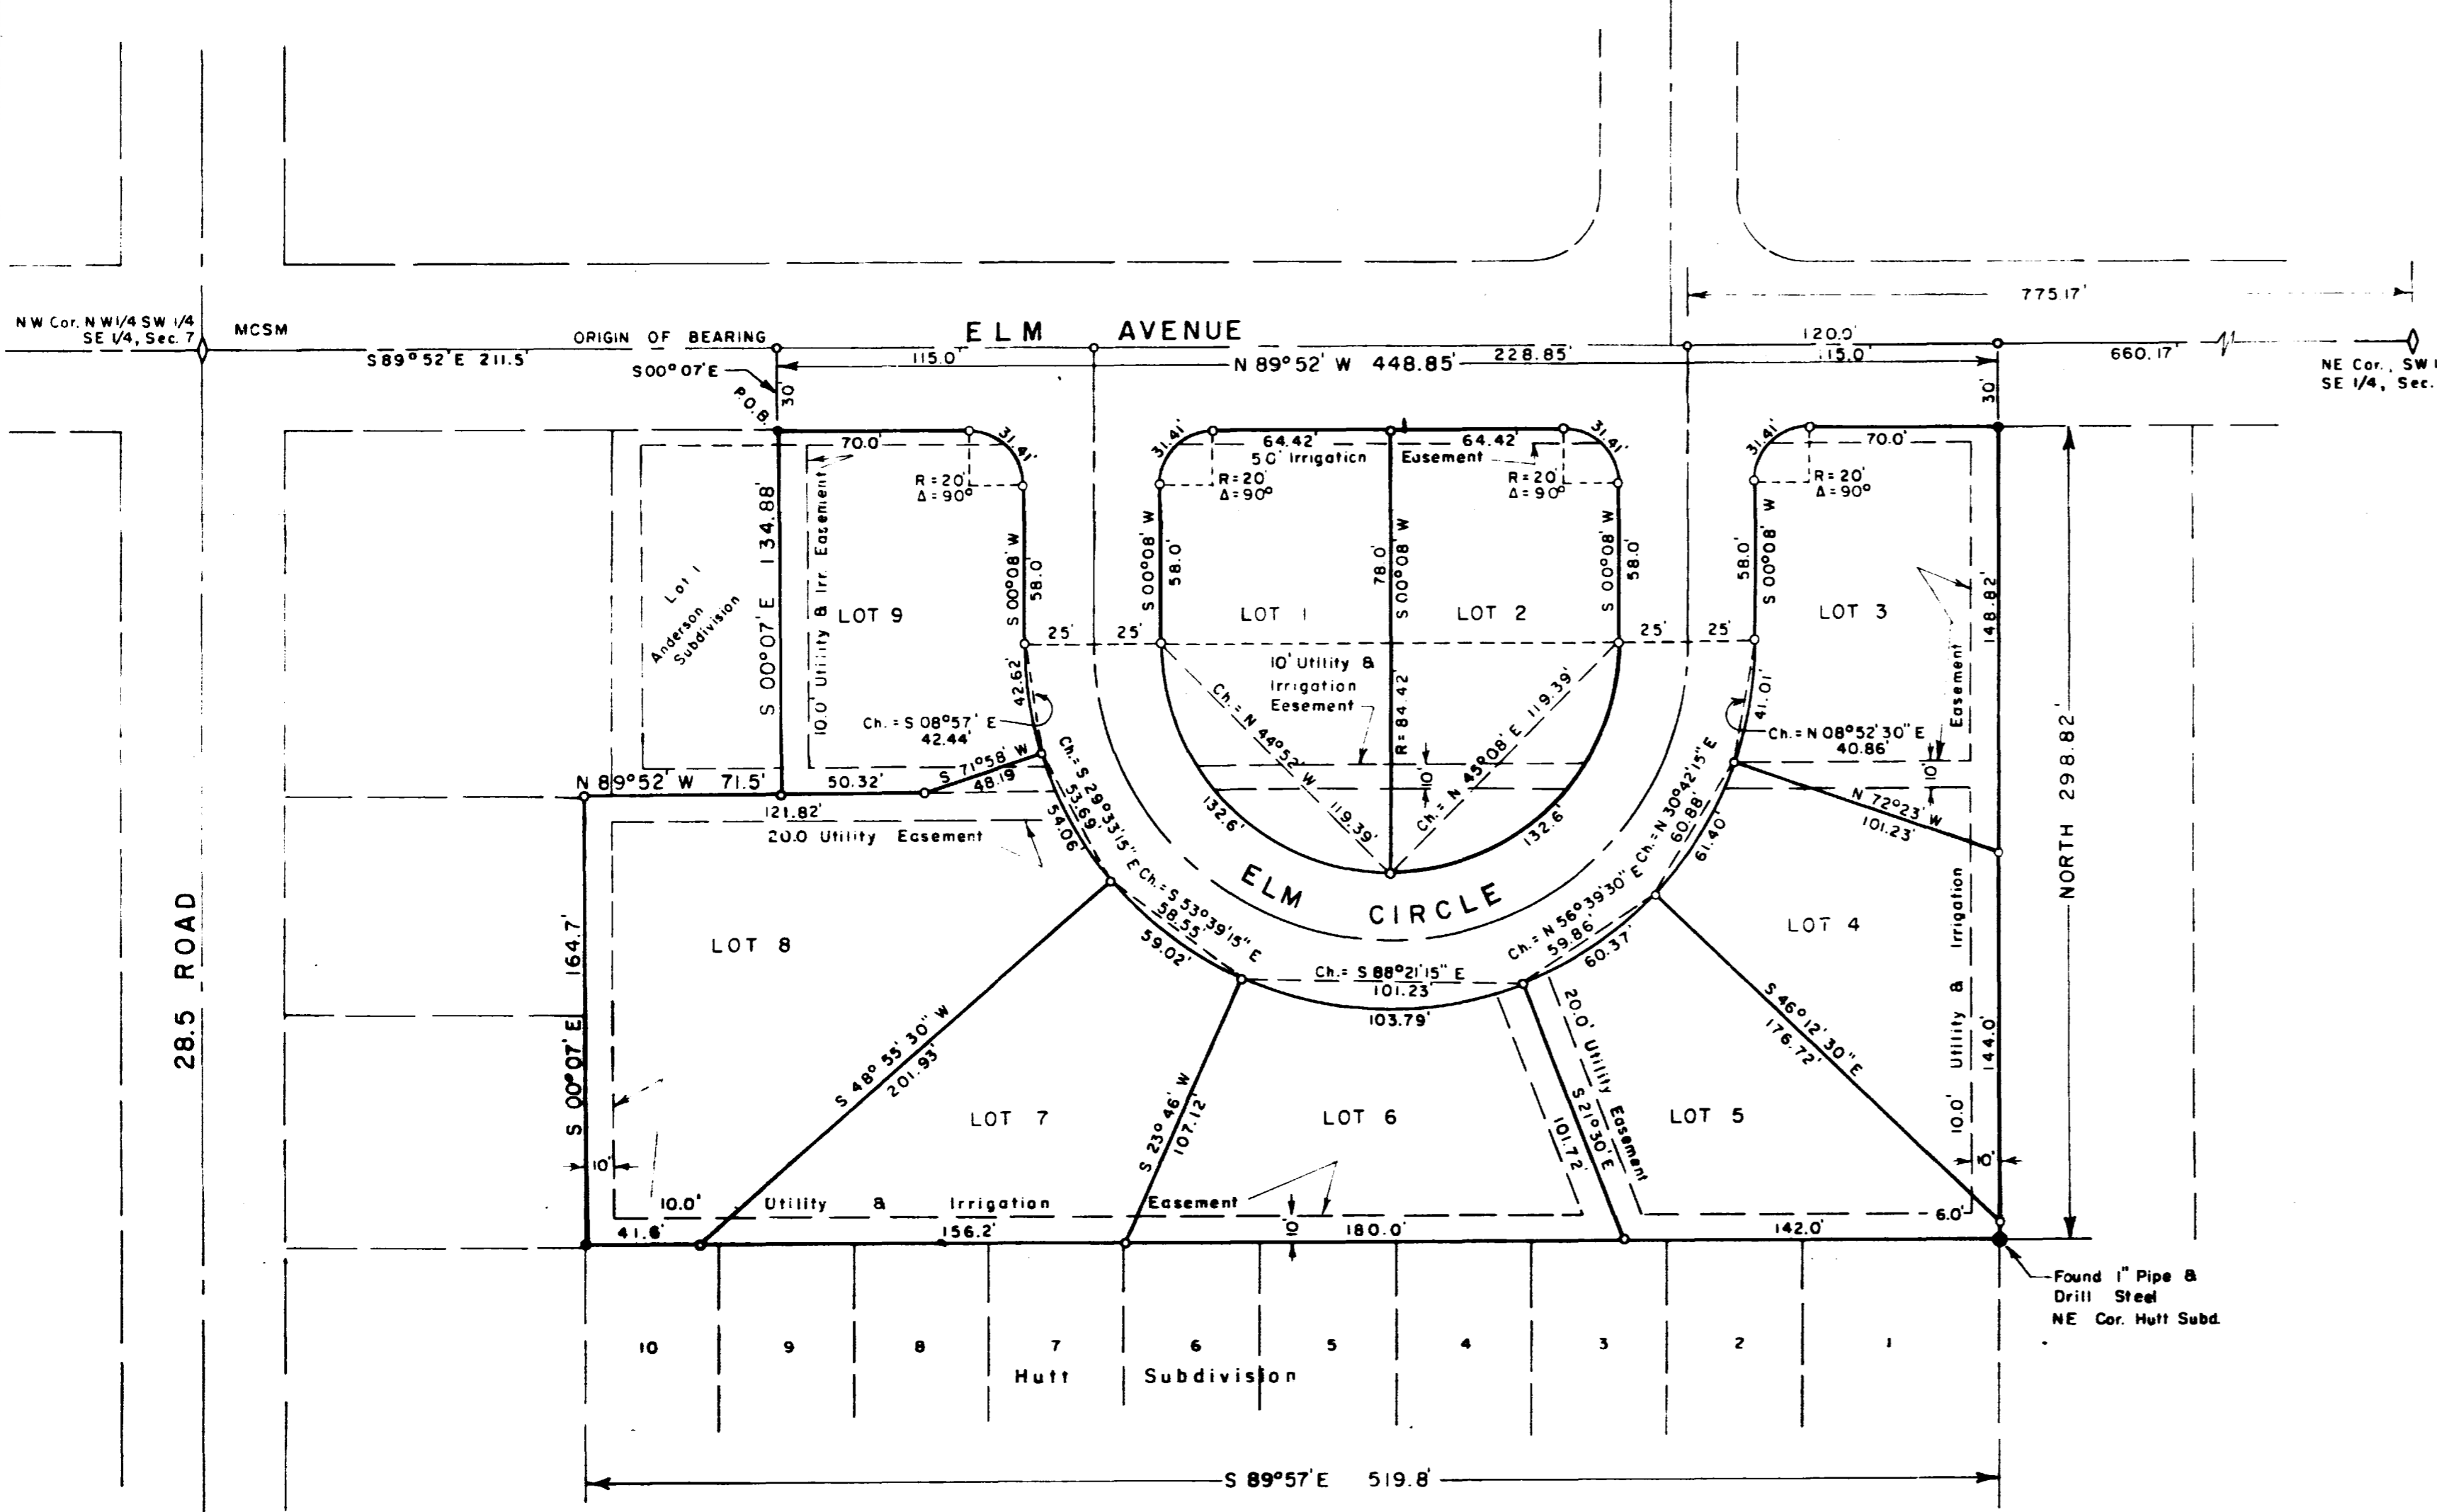 775.17'
NW Cor. NW1/4 SW 1/4
SE 1/4, Sec. 7
MCSM
ORIGIN OF BEARING
ELM AVENUE
120.0'
S89°52'E 211.5'
115.0'
N 89°52' W 448.85'
228.85'
115.0'
660.17'
NE Cor., SW 1
SE 1/4, Sec.
S00°07'E
30'
30'
P.O.B.
70.0'
31.41'
31.41'
64.42'
64.42'
31.41'
31.41'
70.0'
5.0' Irrigation Easement
R=20'
Δ=90°
R=20'
Δ=90°
R=20'
Δ=90°
R=20'
Δ=90°
S 00°07' E 134.88'
10.0' Utility & Irr. Easement
S 00°08' W
58.0'
S 00°08' W
58.0'
78.0'
S 00°08' W
S 00°08' W
58.0'
58.0'
S 00°08' W
148.82'
Lot 1
Anderson
Subdivision
LOT 9
LOT 1
LOT 2
LOT 3
25'
25'
25'
25'
10' Utility &
Irrigation
Eesement
R=84.42'
Easement
42.62'
Ch.=S 08°57' E
42.44'
41.01'
Ch.=N 08°52'30" E
40.86'
Ch.=N 44°52' W
119.39'
Ch.=N 45°08' E 119.39'
132.6'
132.6'
10'
10'
N 89°52' W 71.5'
50.32'
S 71°58' W
48.19
121.82'
20.0 Utility Easement
Ch.=S 29°33'15" E
53.69'
54.06'
Ch.=N 30°42'15" E
60.88'
61.40'
N 72°23' W
101.23'
NORTH 298.82'
ELM CIRCLE
Ch.=S 53°39'15" E
58.55'
59.02'
Ch.=N 56°39'30" E
59.86'
60.37'
Ch.=S 88°21'15" E
101.23'
103.79'
28.5 ROAD
S 00°07' E 164.7'
LOT 8
LOT 4
S 48°55'30" W
201.93'
S 46°12'30" E
176.72'
10.0' Utility & Irrigation
144.0'
20.0' Utility Easement
LOT 7
LOT 6
LOT 5
S 23°46' W
107.12'
S 21°30' E
101.72'
10'
10'
10.0' Utility & Irrigation Easement
6.0'
41.6'
156.2'
10'
180.0'
142.0'
Found 1" Pipe &
Drill Steel
NE Cor. Hutt Subd.
10 9 8 7 6 5 4 3 2 1
Hutt Subdivision
S 89°57'E 519.8'